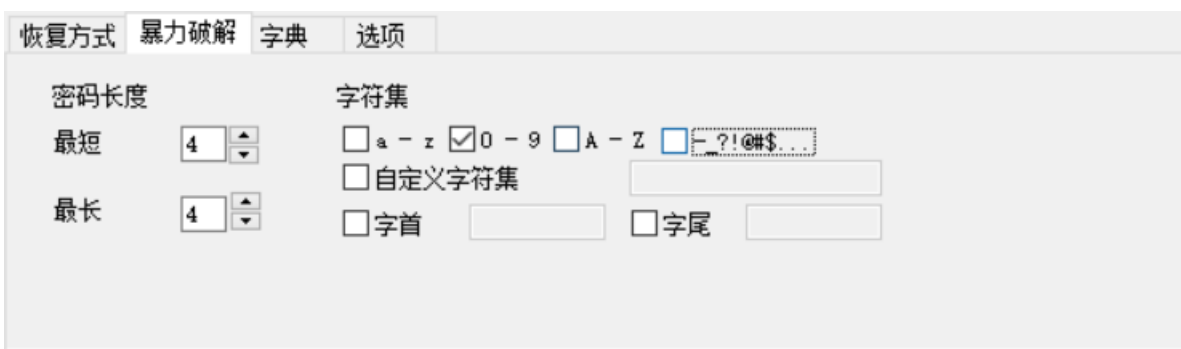 恢复方式 暴力破解 字典 选项
密码长度 字符集
最短 4 a - z 0 - 9 A - Z -_?!@#$...
自定义字符集
最长 4 字首 字尾